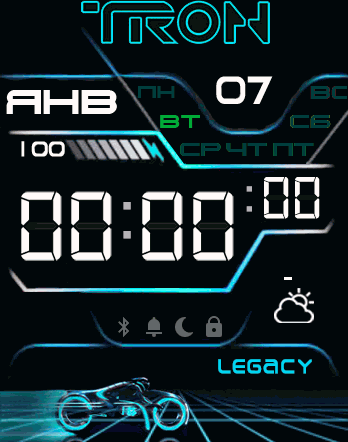 TRON
ЯНВ ПН 07 ВС
ВТ СБ
100 СР ЧТ ПТ
00:00:00
-
LEGACY